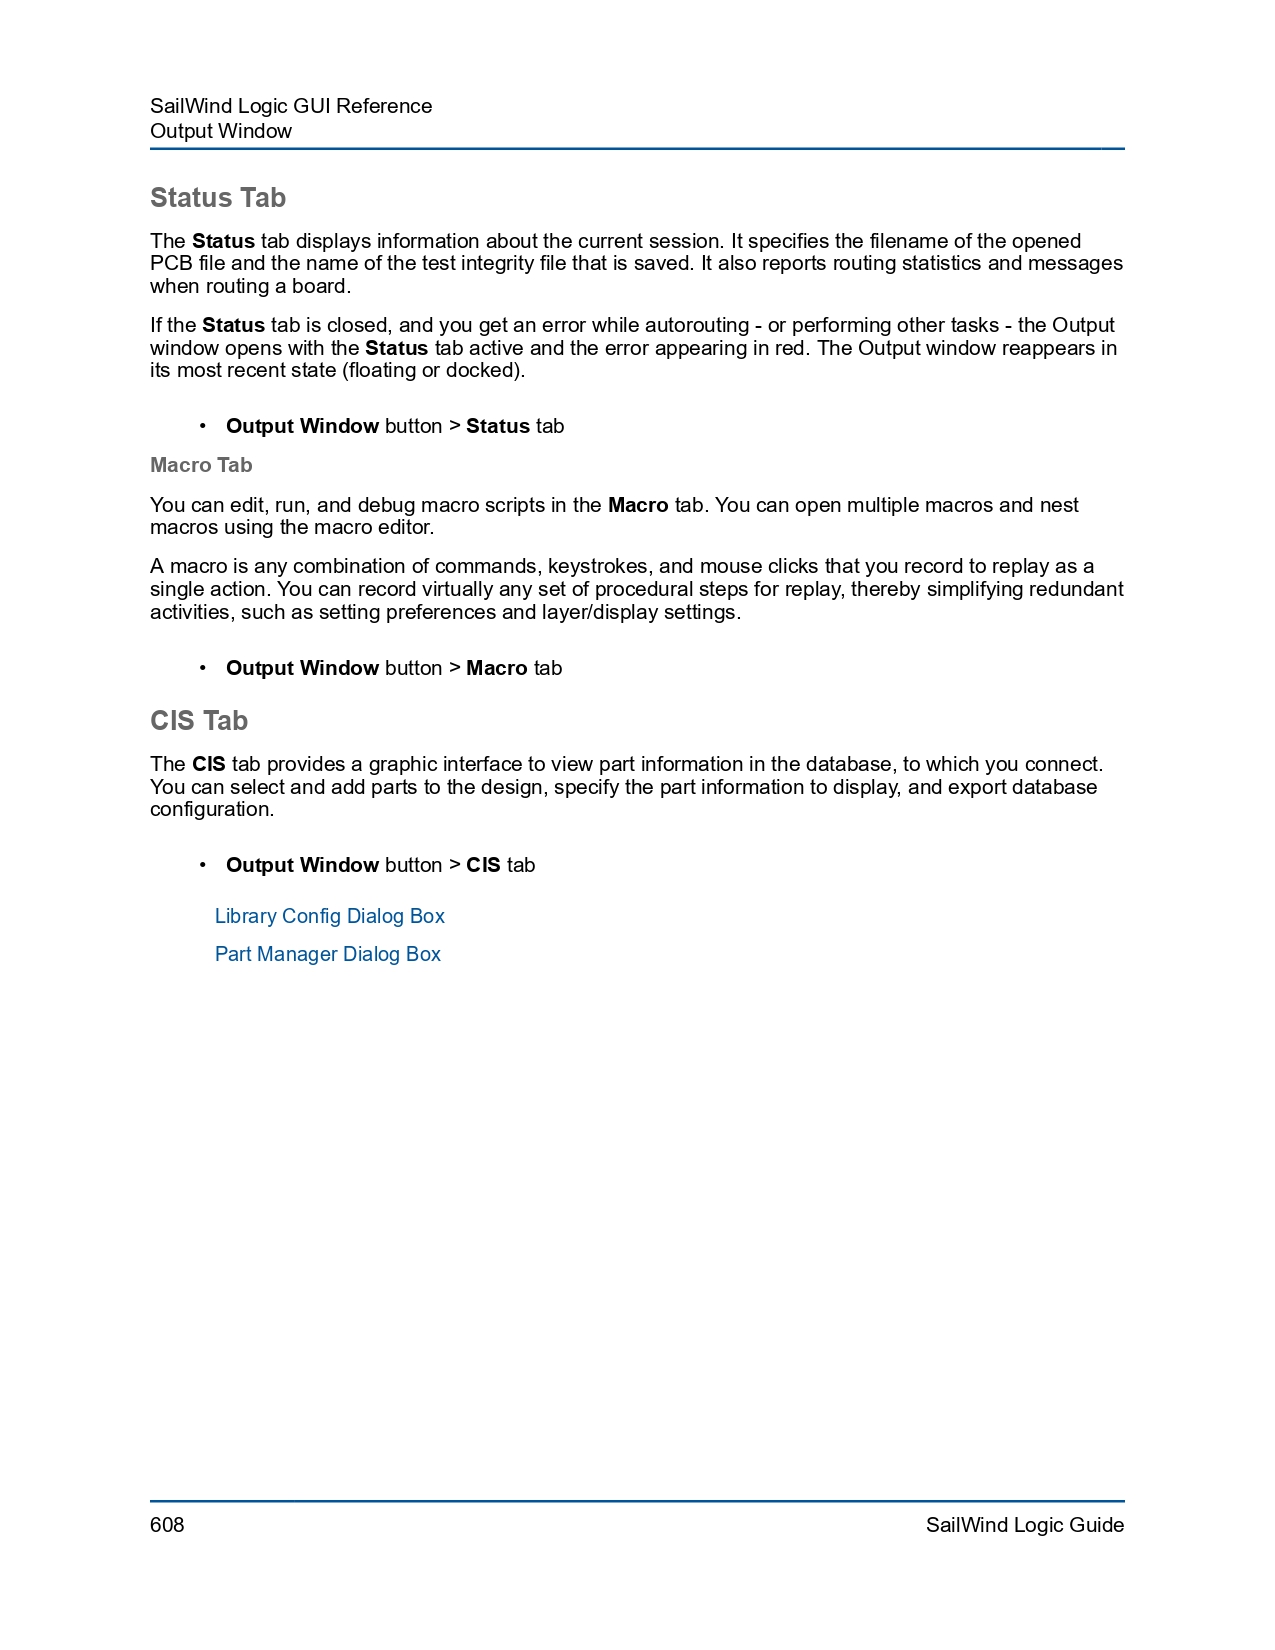 SailWind Logic GUI Reference
Output Window
Status Tab
The Status tab displays information about the current session. It specifies the filename of the opened
PCB file and the name of the test integrity file that is saved. It also reports routing statistics and messages
when routing a board.
If the Status tab is closed, and you get an error while autorouting - or performing other tasks - the Output
window opens with the Status tab active and the error appearing in red. The Output window reappears in
its most recent state (floating or docked).
• Output Window button > Status tab
Macro Tab
You can edit, run, and debug macro scripts in the Macro tab. You can open multiple macros and nest
macros using the macro editor.
A macro is any combination of commands, keystrokes, and mouse clicks that you record to replay as a
single action. You can record virtually any set of procedural steps for replay, thereby simplifying redundant
activities, such as setting preferences and layer/display settings.
• Output Window button > Macro tab
CIS Tab
The CIS tab provides a graphic interface to view part information in the database, to which you connect.
You can select and add parts to the design, specify the part information to display, and export database
configuration.
• Output Window button > CIS tab
Library Config Dialog Box
Part Manager Dialog Box
608
SailWind Logic Guide